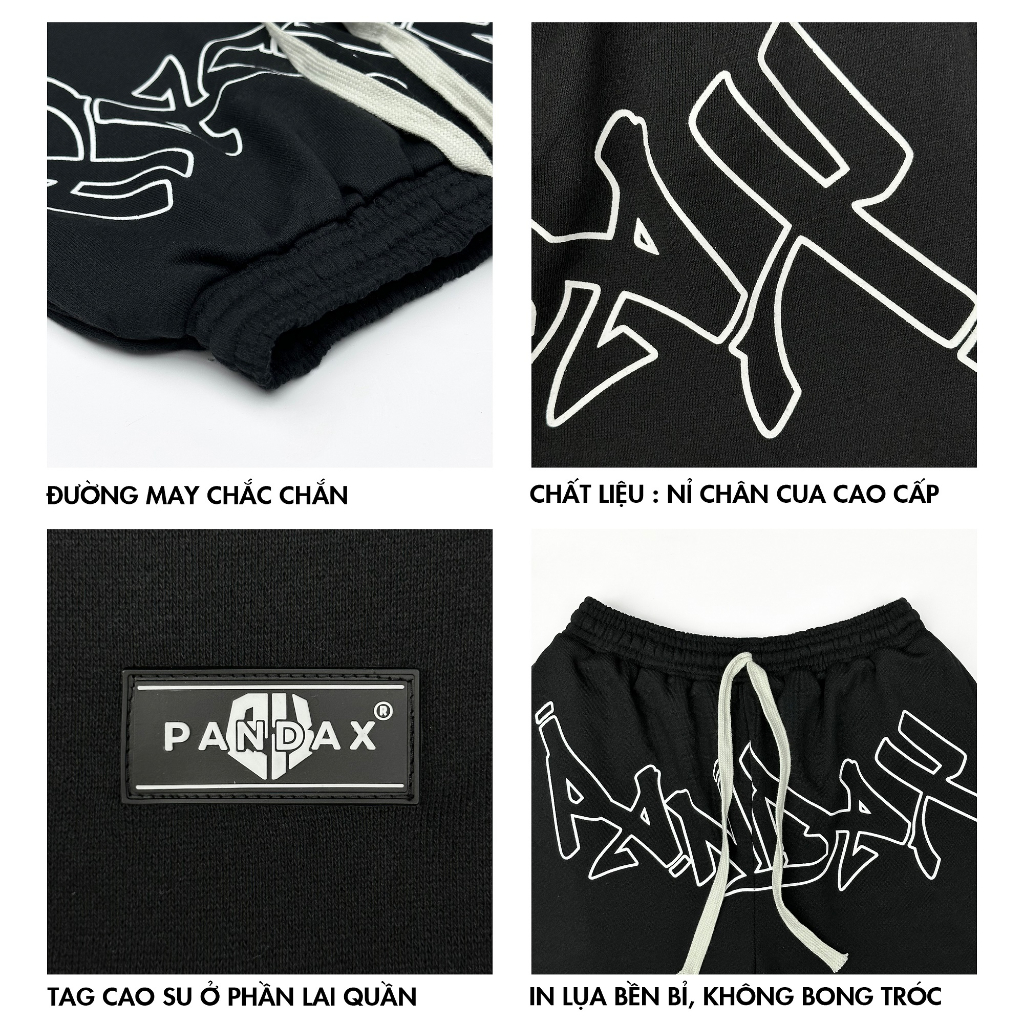 ĐƯỜNG MAY CHẮC CHẮN
CHẤT LIỆU : NỈ CHÂN CUA CAO CẤP
PANDAX®
TAG CAO SU Ở PHẦN LAI QUẦN
PANDAX
IN LỤA BỀN BỈ, KHÔNG BONG TRÓC